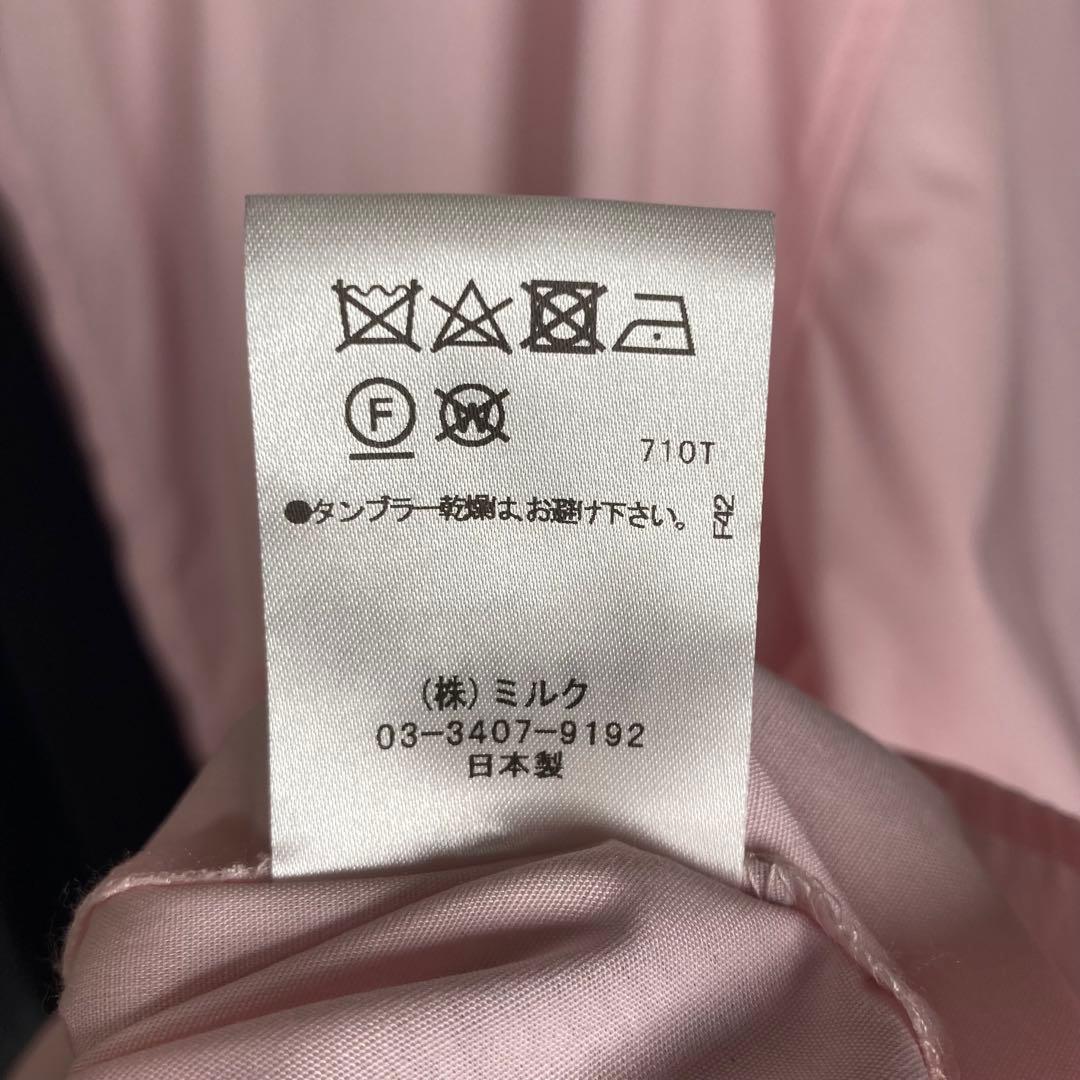 F
W
710T
●タンブラー乾燥は、お避け下さい。
F42
(株)ミルク
03-3407-9192
日本製